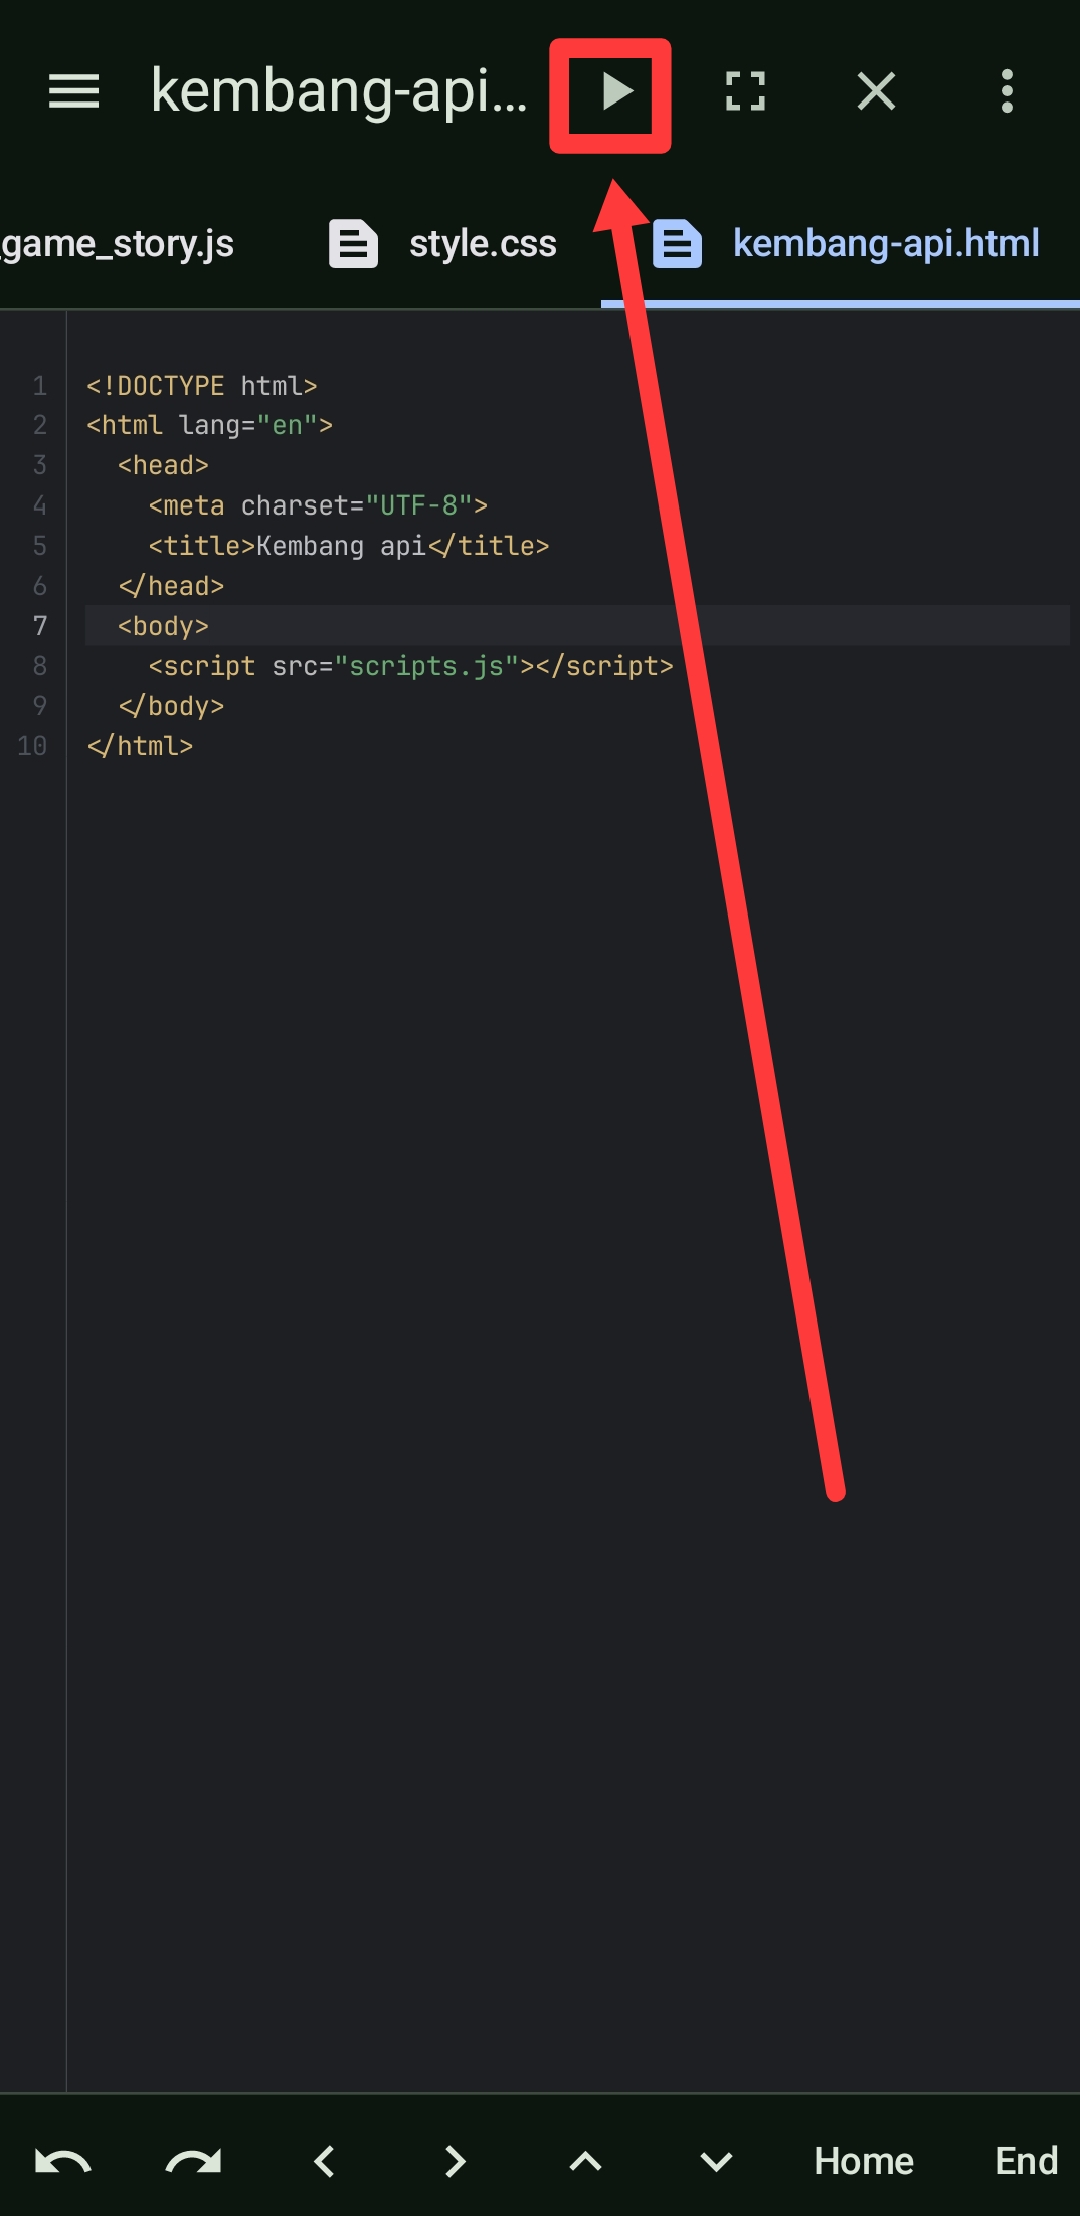 kembang-api...
_game_story.js style.css kembang-api.html
1 <!DOCTYPE html>
2 <html lang="en">
3 <head>
4 <meta charset="UTF-8">
5 <title>Kembang api</title>
6 </head>
7 <body>
8 <script src="scripts.js"></script>
9 </body>
10 </html>
Home End